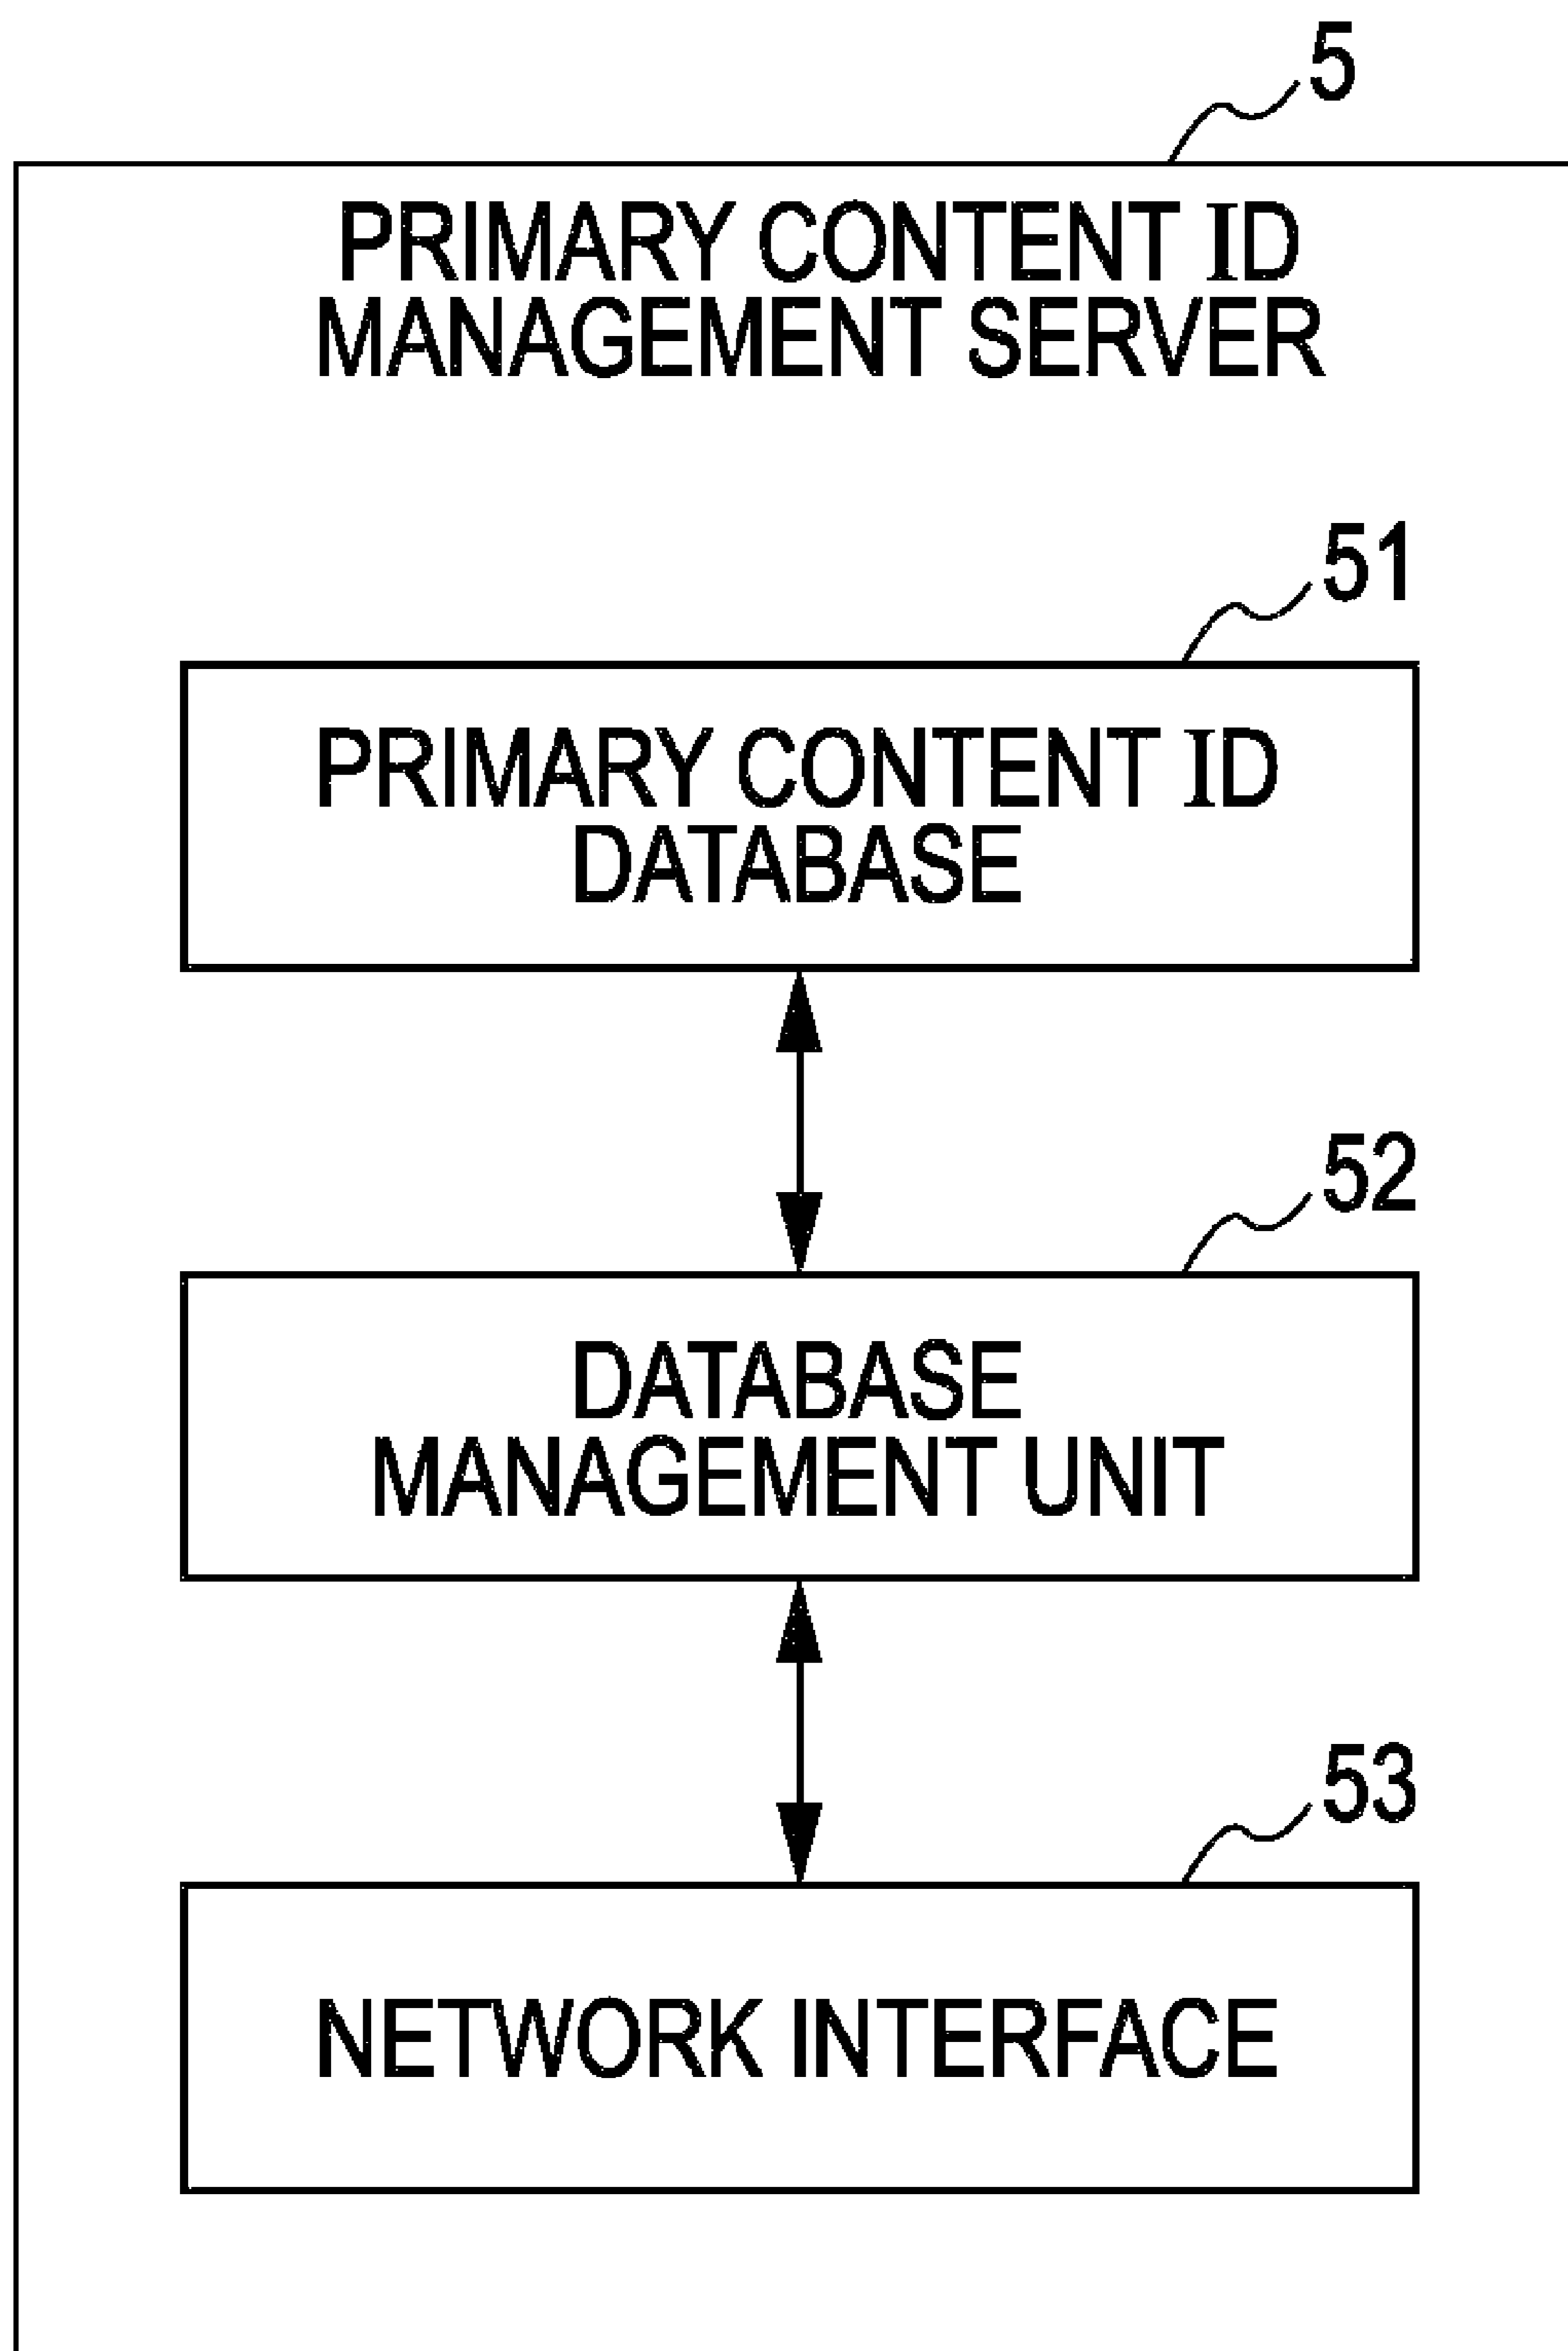 5
PRIMARY CONTENT ID
MANAGEMENT SERVER
51
PRIMARY CONTENT ID
DATABASE
52
DATABASE
MANAGEMENT UNIT
53
NETWORK INTERFACE